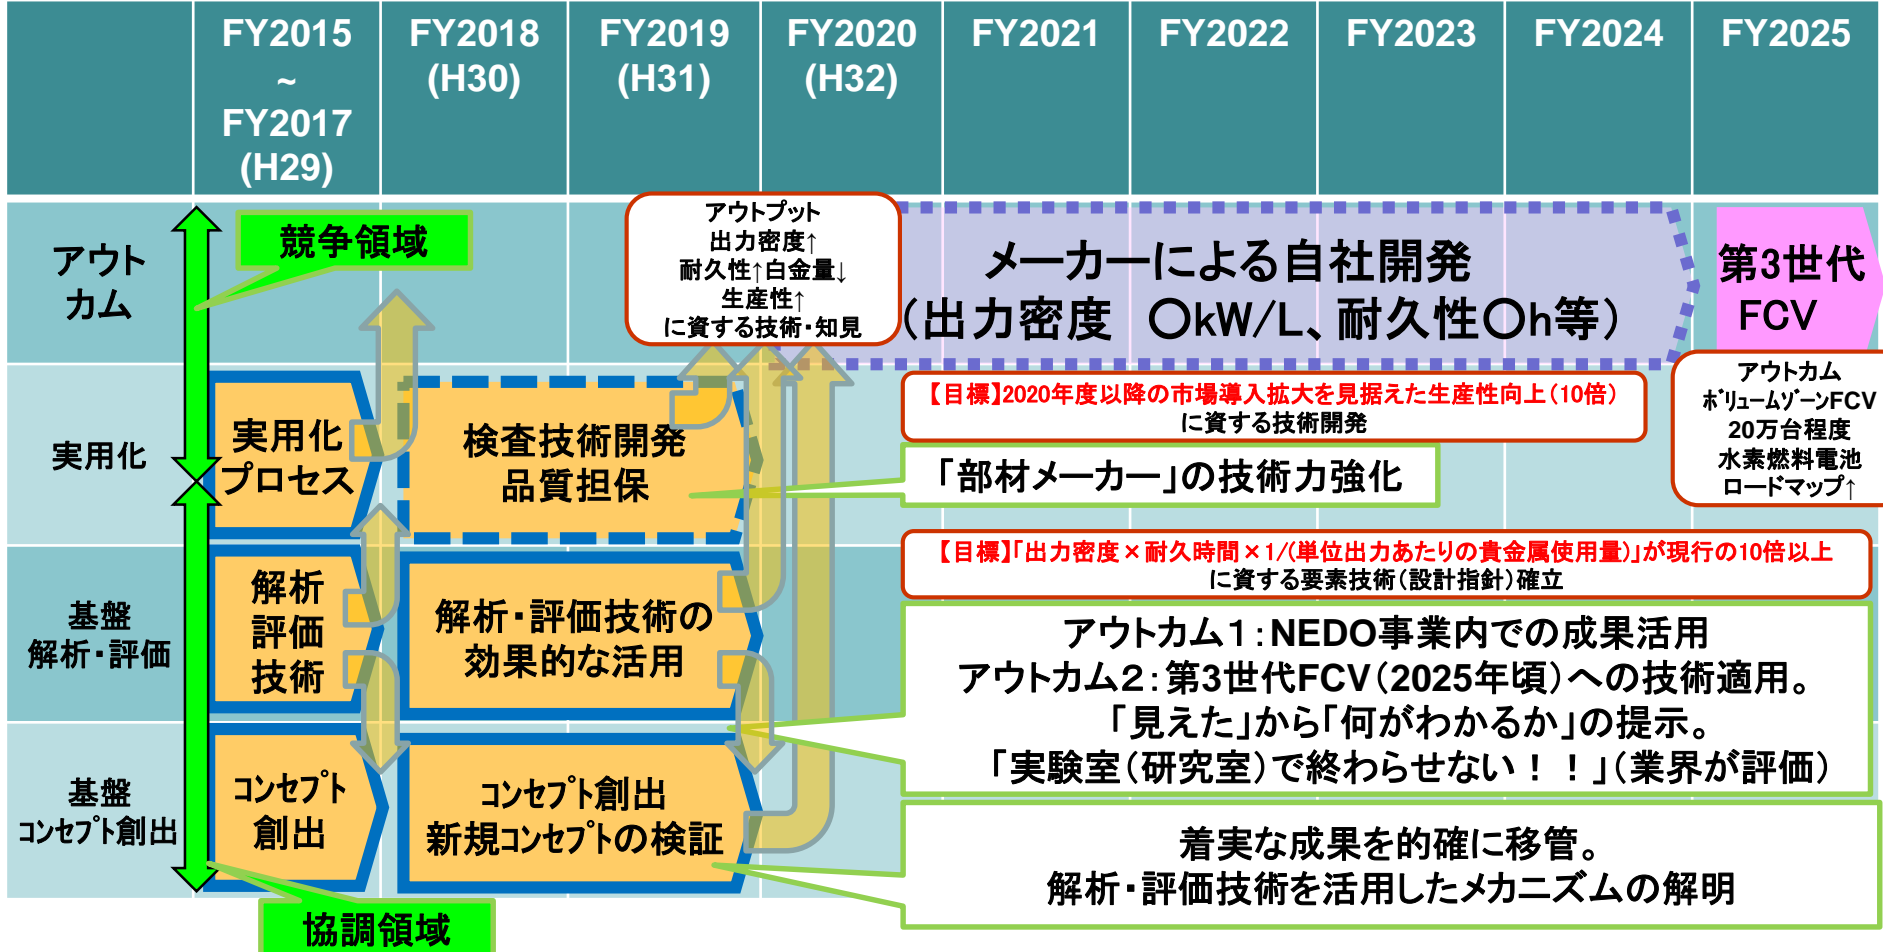 FY2015
~
FY2017
(H29)
FY2018
(H30)
FY2019
(H31)
FY2020
(H32)
FY2021
FY2022
FY2023
FY2024
FY2025
アウト
カム
競争領域
アウトプット
出力密度↑
耐久性↑白金量↓
生産性↑
に資する技術・知見
メーカーによる自社開発
（出力密度　〇kW/L、耐久性〇h等）
第3世代
FCV
アウトカム
ﾎﾞﾘｭｰﾑｿﾞｰﾝFCV
20万台程度
水素燃料電池
ロードマップ↑
実用化
実用化
プロセス
検査技術開発
品質担保
【目標】2020年度以降の市場導入拡大を見据えた生産性向上（10倍）
に資する技術開発
「部材メーカー」の技術力強化
基盤
解析・評価
解析
評価
技術
解析・評価技術の
効果的な活用
【目標】「出力密度×耐久時間×1/(単位出力あたりの貴金属使用量)」が現行の10倍以上
に資する要素技術（設計指針）確立
アウトカム１：NEDO事業内での成果活用
アウトカム２：第3世代FCV（2025年頃）への技術適用。
「見えた」から「何がわかるか」の提示。
「実験室（研究室）で終わらせない！！」（業界が評価）
基盤
コンセプト創出
コンセプト
創出
コンセプト創出
新規コンセプトの検証
着実な成果を的確に移管。
解析・評価技術を活用したメカニズムの解明
協調領域